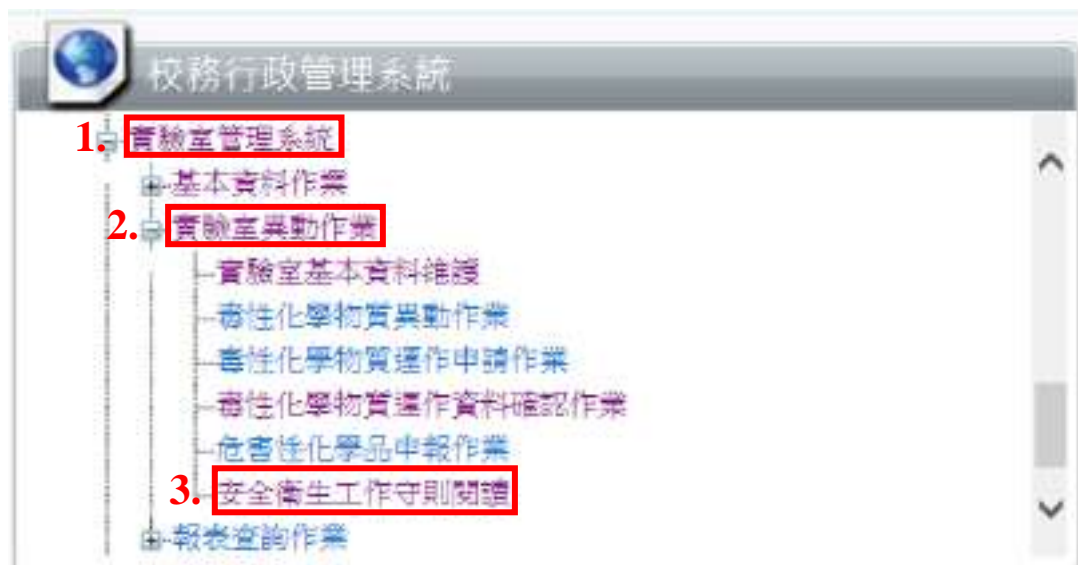 校務行政管理系統
1. 實驗室管理系統
基本資料作業
2. 實驗室異動作業
實驗室基本資料維護
毒性化學物質異動作業
毒性化學物質運作申請作業
毒性化學物質運作資料確認作業
危害性化學品申報作業
3. 安全衛生工作守則閱讀
報表查詢作業